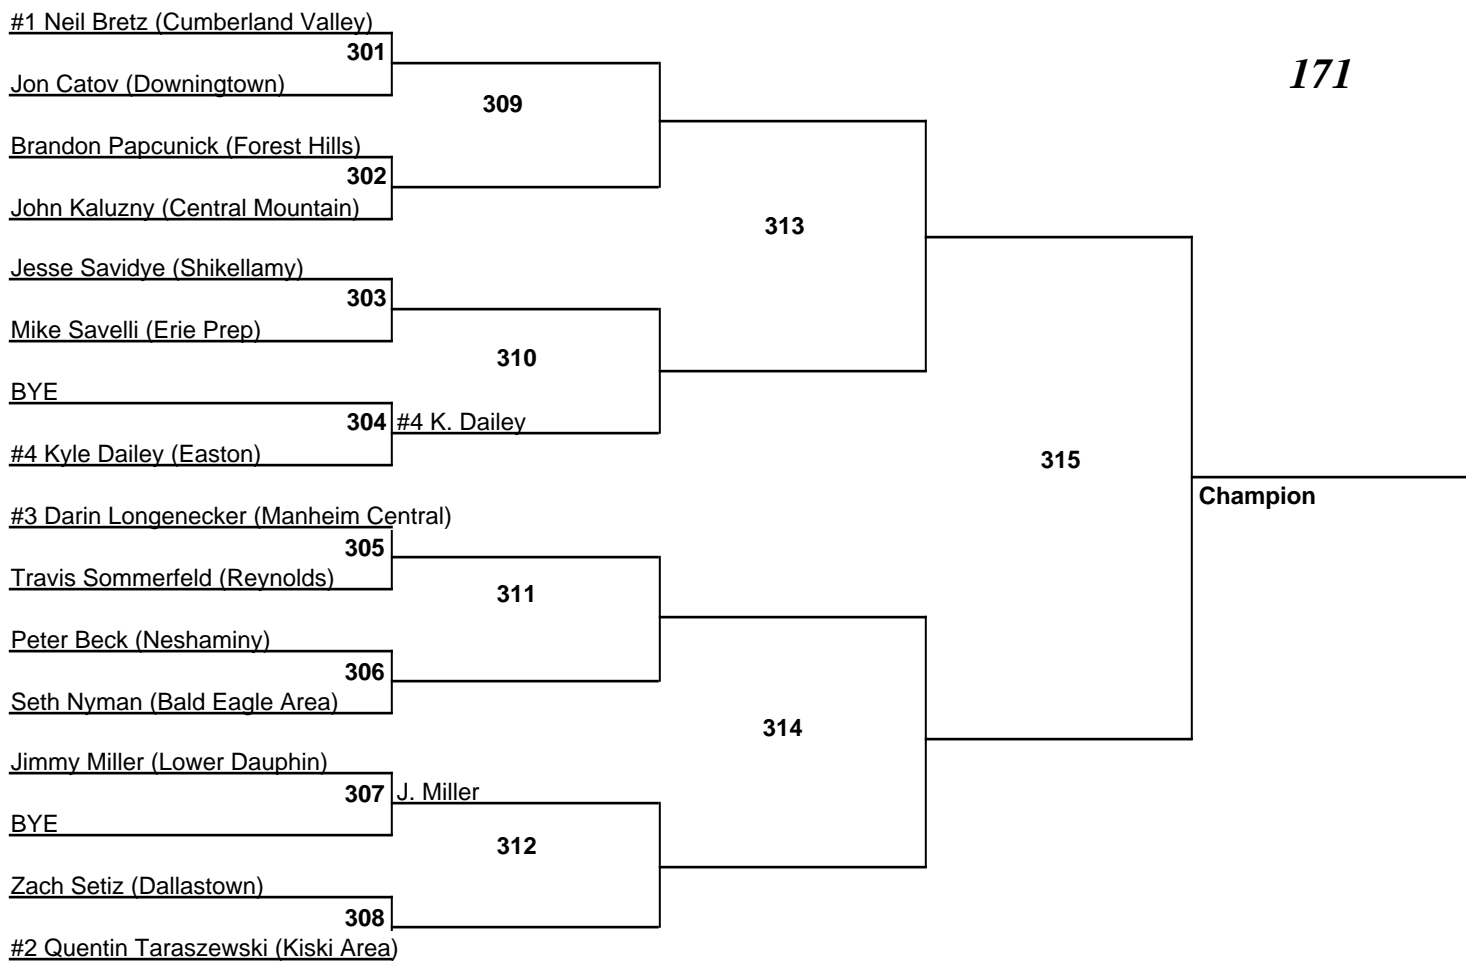 #1 Neil Bretz (Cumberland Valley)
301
171
Jon Catov (Downingtown)
309
Brandon Papcunick (Forest Hills)
302
John Kaluzny (Central Mountain)
313
Jesse Savidye (Shikellamy)
303
Mike Savelli (Erie Prep)
310
BYE
304 #4 K. Dailey
#4 Kyle Dailey (Easton)
315
Champion
#3 Darin Longenecker (Manheim Central)
305
Travis Sommerfeld (Reynolds)
311
Peter Beck (Neshaminy)
306
Seth Nyman (Bald Eagle Area)
314
Jimmy Miller (Lower Dauphin)
307 J. Miller
BYE
312
Zach Setiz (Dallastown)
308
#2 Quentin Taraszewski (Kiski Area)